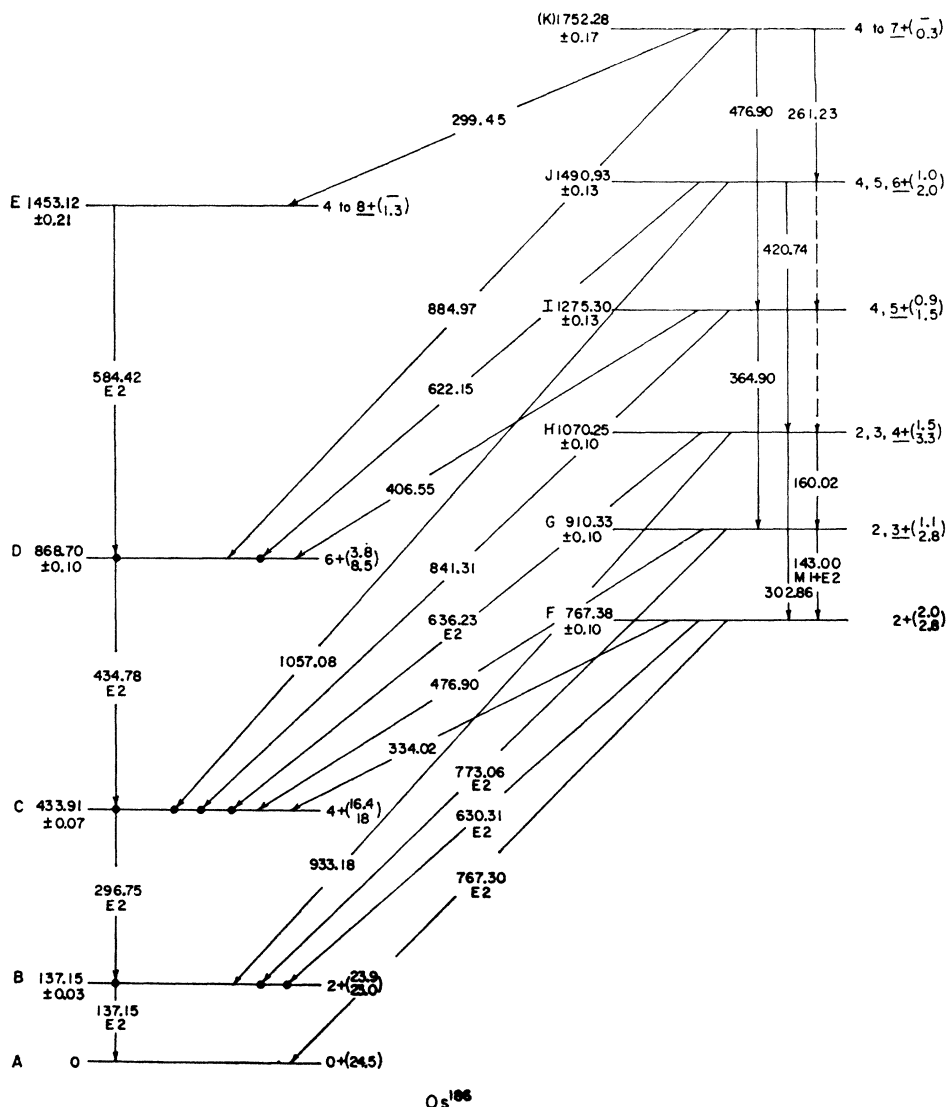 (K)1752.28
±0.17
4 to 7+(—/0.3)
476.90
261.23
299.45
J1490.93
±0.13
4, 5, 6+(1.0/2.0)
E 1453.12
±0.21
4 to 8+(—/1.3)
420.74
884.97
I 1275.30
±0.13
4, 5+(0.9/1.5)
584.42
E2
622.15
364.90
H1070.25
±0.10
2, 3, 4+(1.5/3.3)
406.55
160.02
G 910.33
±0.10
2, 3+(1.1/2.8)
D 868.70
±0.10
6+(3.8/8.5)
841.31
143.00
M1+E2
302.86
636.23
E2
F 767.38
±0.10
2+(2.0/2.8)
1057.08
434.78
E2
476.90
334.02
773.06
E2
C 433.91
±0.07
4+(16.4/18)
630.31
E2
933.18
767.30
E2
296.75
E2
B 137.15
±0.03
2+(23.9/23.0)
137.15
E2
A 0
0+(24.5)
Os186